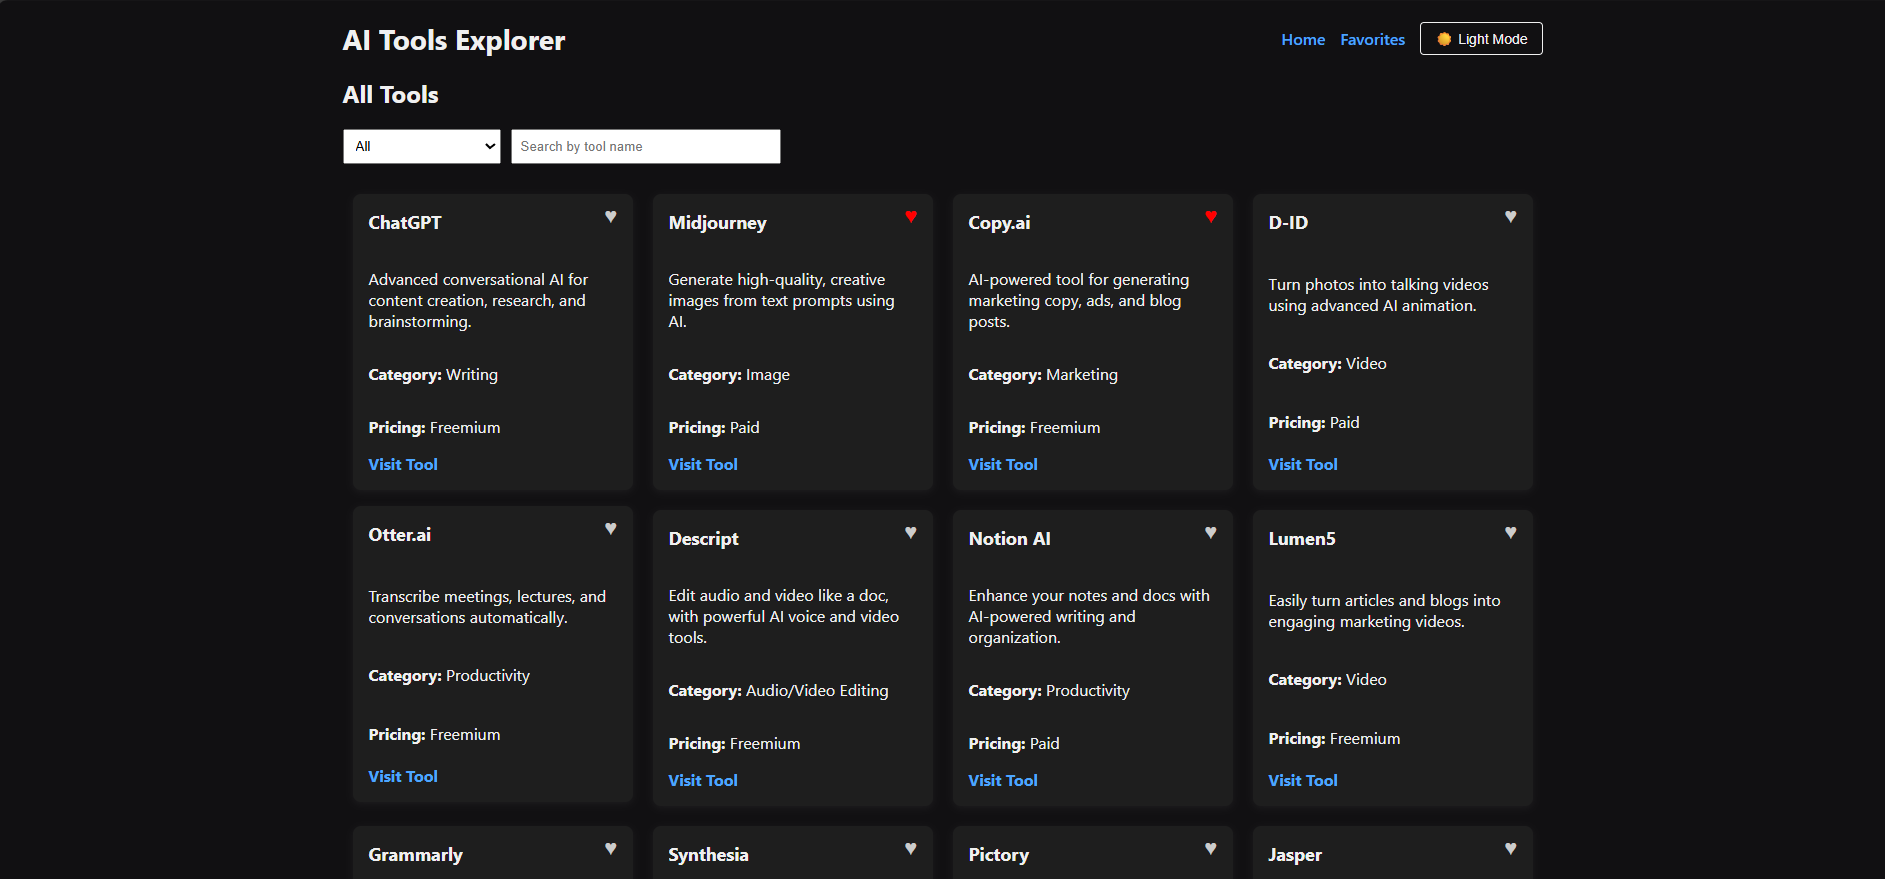 AI Tools Explorer
Home
Favorites
Light Mode
All Tools
All
Search by tool name
ChatGPT
Advanced conversational AI for
content creation, research, and
brainstorming.
Category: Writing
Pricing: Freemium
Visit Tool
Midjourney
Generate high-quality, creative
images from text prompts using
AI.
Category: Image
Pricing: Paid
Visit Tool
Copy.ai
AI-powered tool for generating
marketing copy, ads, and blog
posts.
Category: Marketing
Pricing: Freemium
Visit Tool
D-ID
Turn photos into talking videos
using advanced AI animation.
Category: Video
Pricing: Paid
Visit Tool
Otter.ai
Transcribe meetings, lectures, and
conversations automatically.
Category: Productivity
Pricing: Freemium
Visit Tool
Descript
Edit audio and video like a doc,
with powerful AI voice and video
tools.
Category: Audio/Video Editing
Pricing: Freemium
Visit Tool
Notion AI
Enhance your notes and docs with
AI-powered writing and
organization.
Category: Productivity
Pricing: Paid
Visit Tool
Lumen5
Easily turn articles and blogs into
engaging marketing videos.
Category: Video
Pricing: Freemium
Visit Tool
Grammarly
Synthesia
Pictory
Jasper